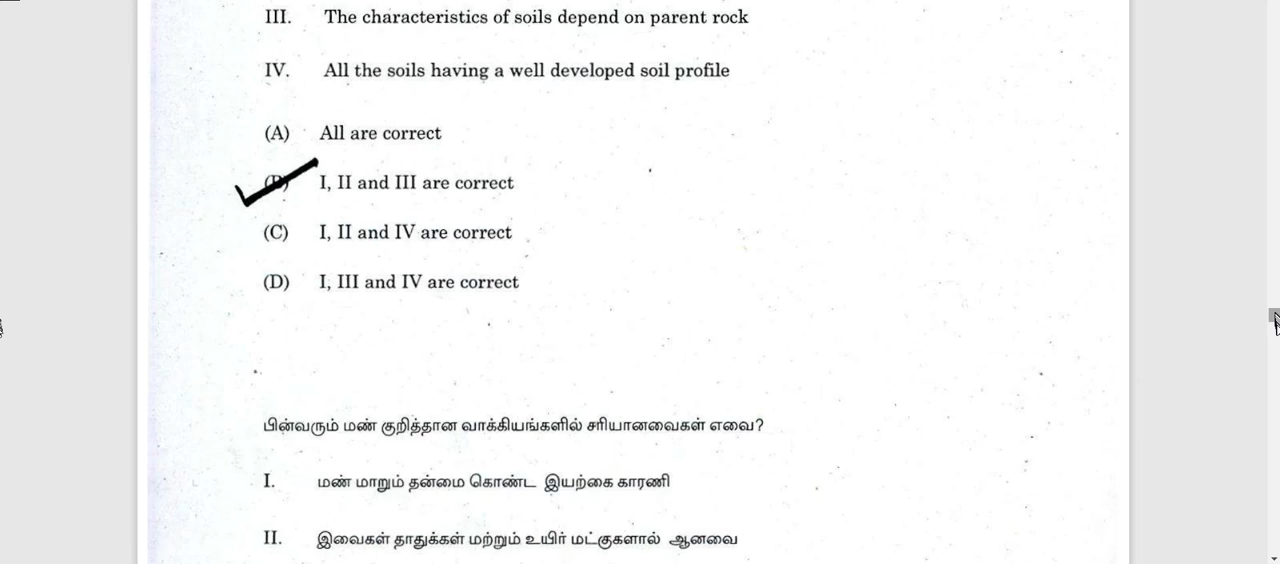 III. The characteristics of soils depend on parent rock
IV. All the soils having a well developed soil profile
(A) All are correct
(B) I, II and III are correct
(C) I, II and IV are correct
(D) I, III and IV are correct
பின்வரும் மண் குறித்தான வாக்கியங்களில் சரியானவைகள் எவை?
I. மண் மாறும் தன்மை கொண்ட இயற்கை காரணி
II. இவைகள் தாதுக்கள் மற்றும் உயிர் மட்குகளால் ஆனவை